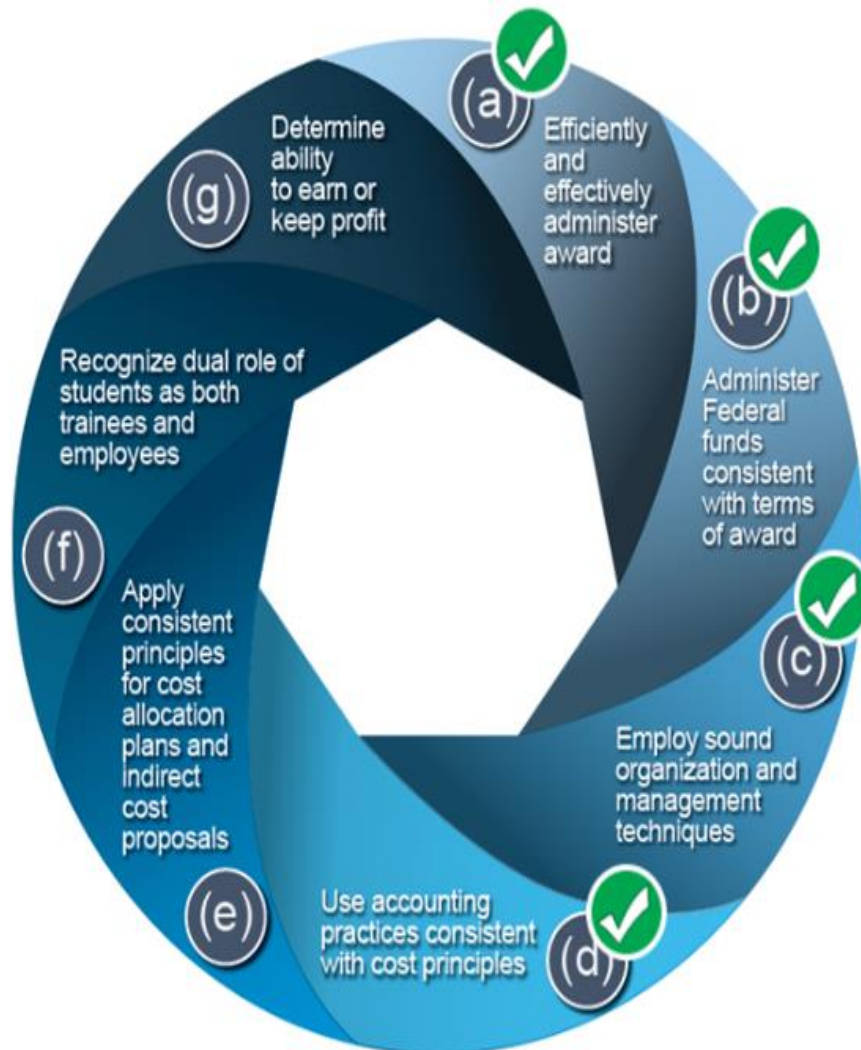 (a)
Efficiently
and
effectively
administer
award
(b)
Administer
Federal
funds
consistent
with terms
of award
(c)
Employ sound
organization and
management
techniques
(d)
Use accounting
practices consistent
with cost principles
(e)
Apply
consistent
principles
for cost
allocation
plans and
indirect
cost
proposals
(f)
Recognize dual role of
students as both
trainees and
employees
(g)
Determine
ability
to earn or
keep profit